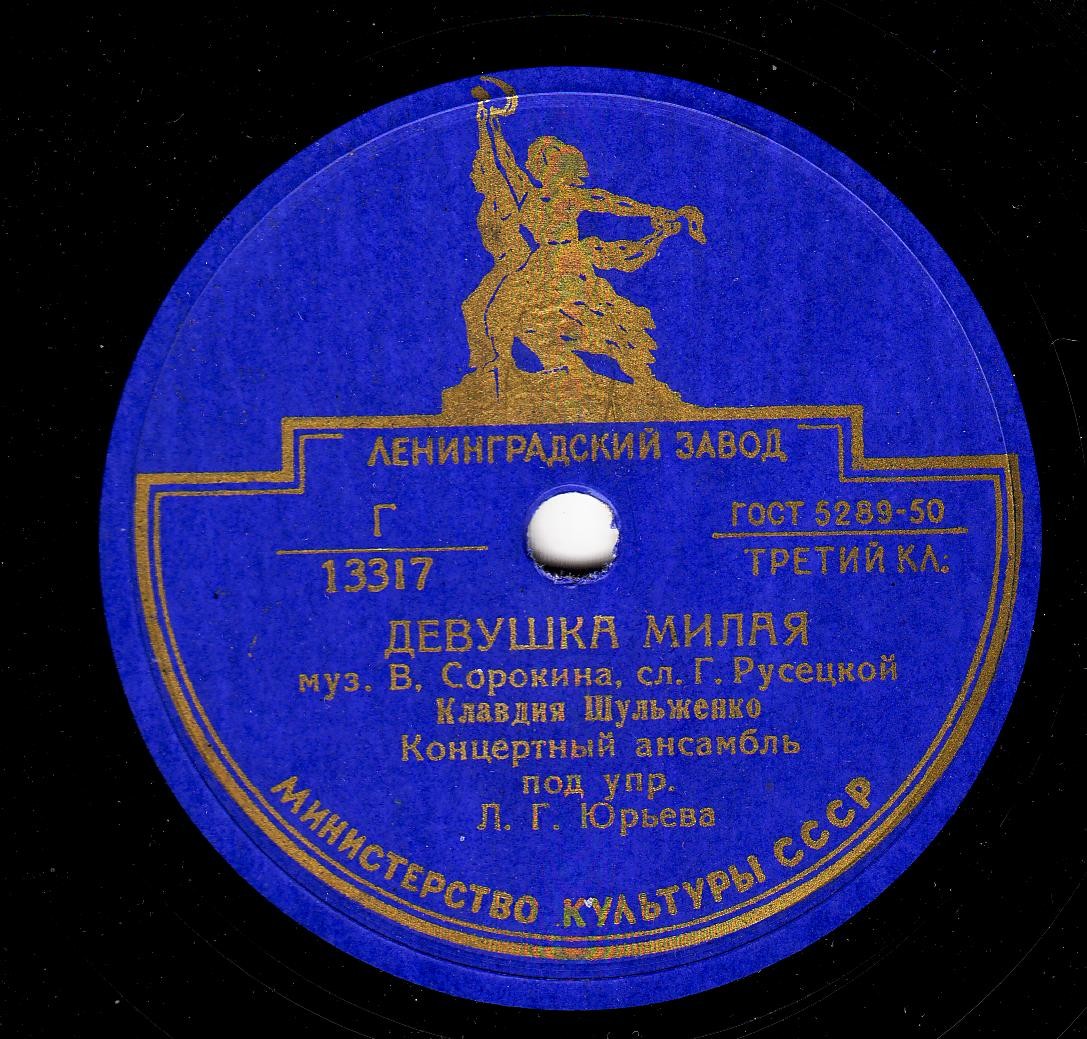 ЛЕНИНГРАДСКИЙ ЗАВОД
Г
13317
ГОСТ 5289-50
ТРЕТИЙ КЛ.
ДЕВУШКА МИЛАЯ
муз. В. Сорокина, сл. Г. Русецкой
Клавдия Шульженко
Концертный ансамбль
под упр.
Л. Г. Юрьева
МИНИСТЕРСТВО КУЛЬТУРЫ СССР